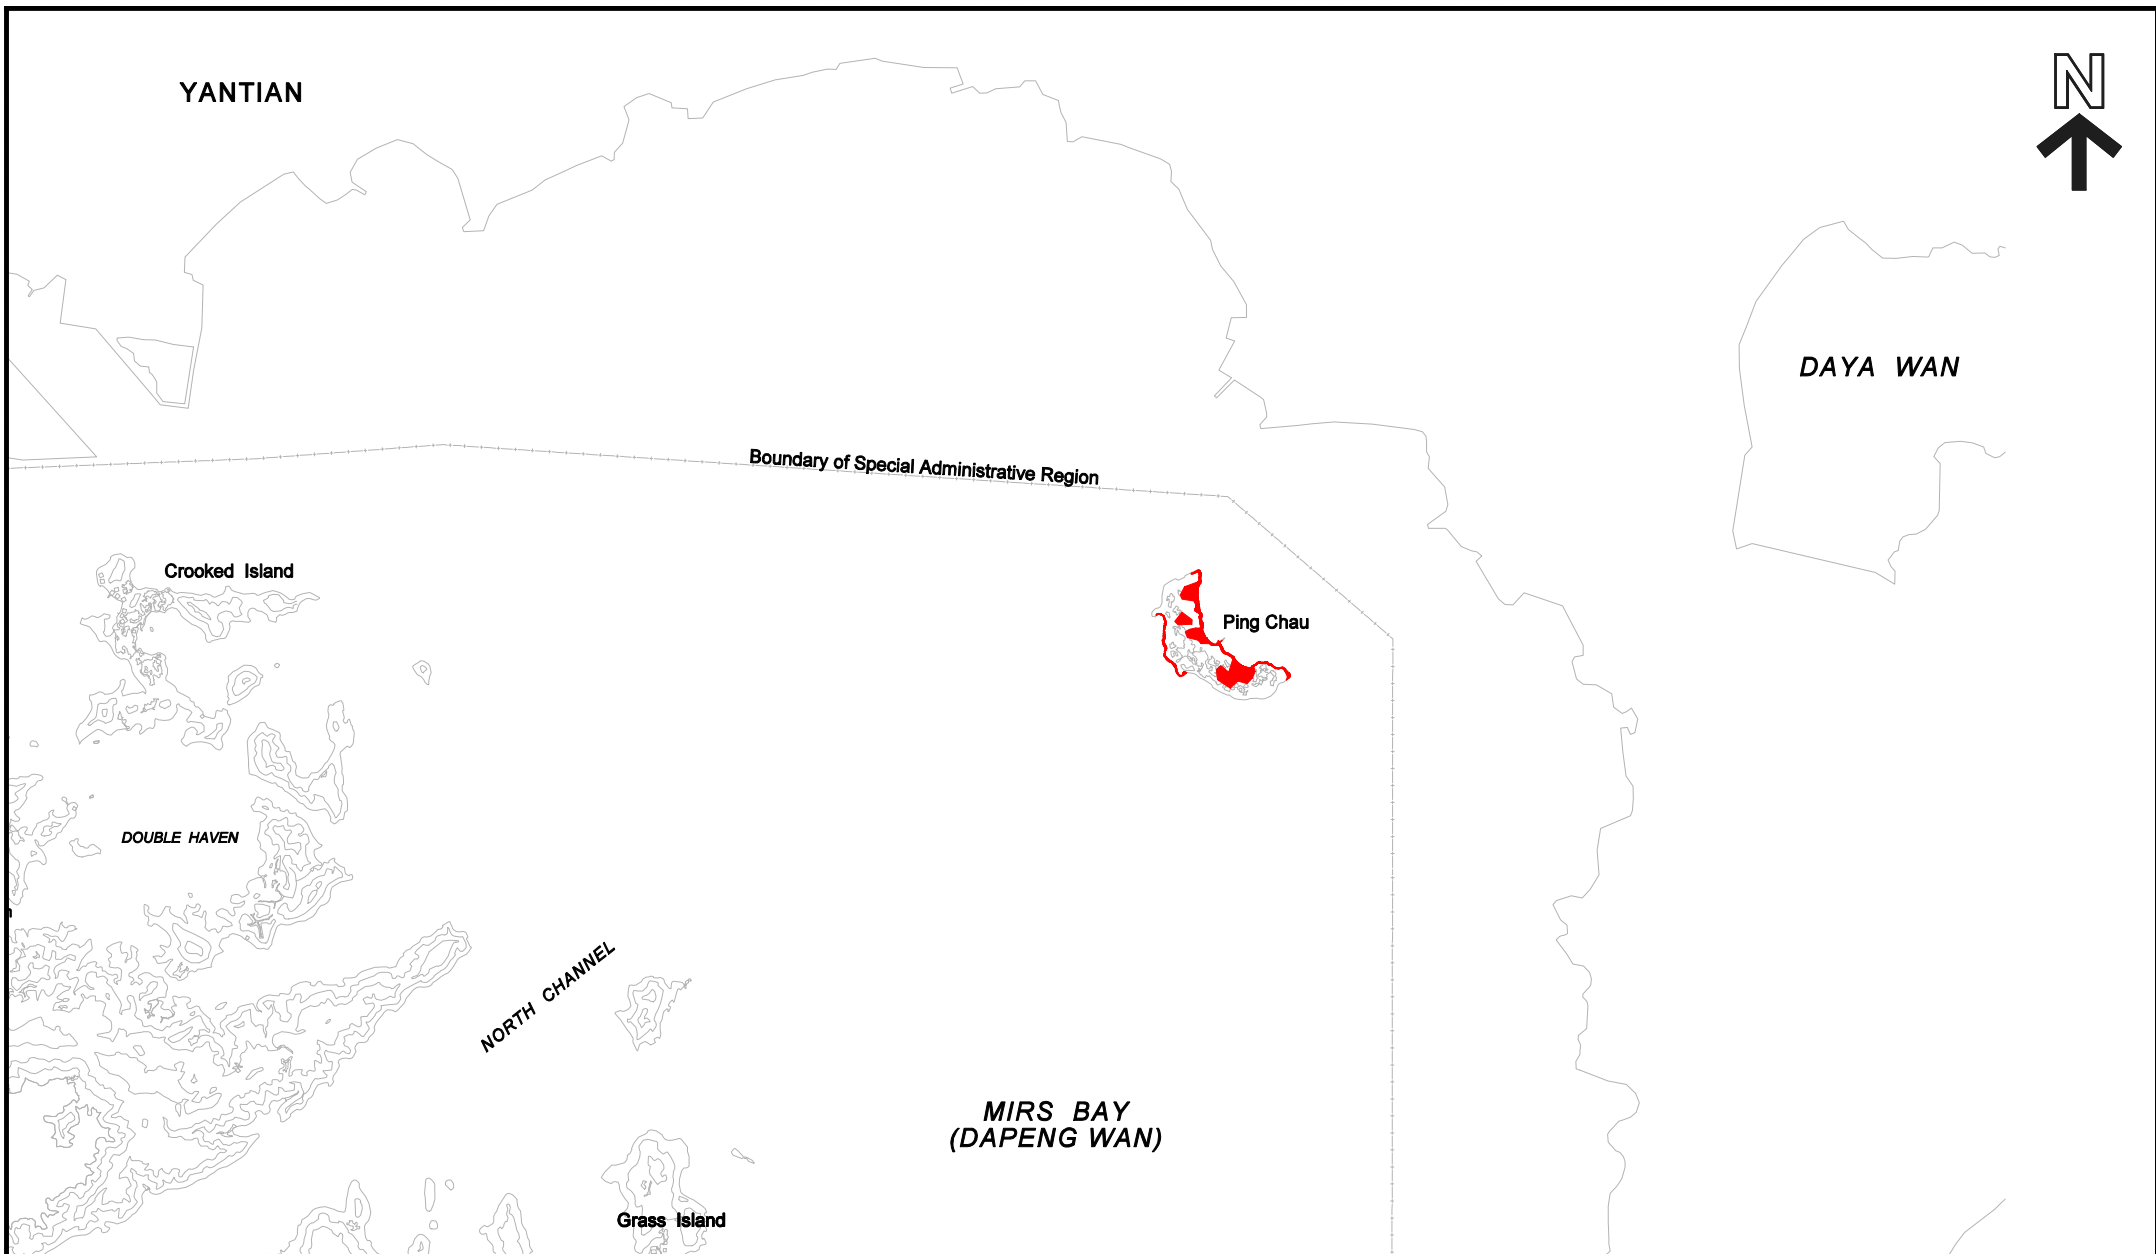 YANTIAN
N
DAYA WAN
Boundary of Special Administrative Region
Crooked Island
Ping Chau
DOUBLE HAVEN
NORTH CHANNEL
MIRS BAY
(DAPENG WAN)
Grass Island